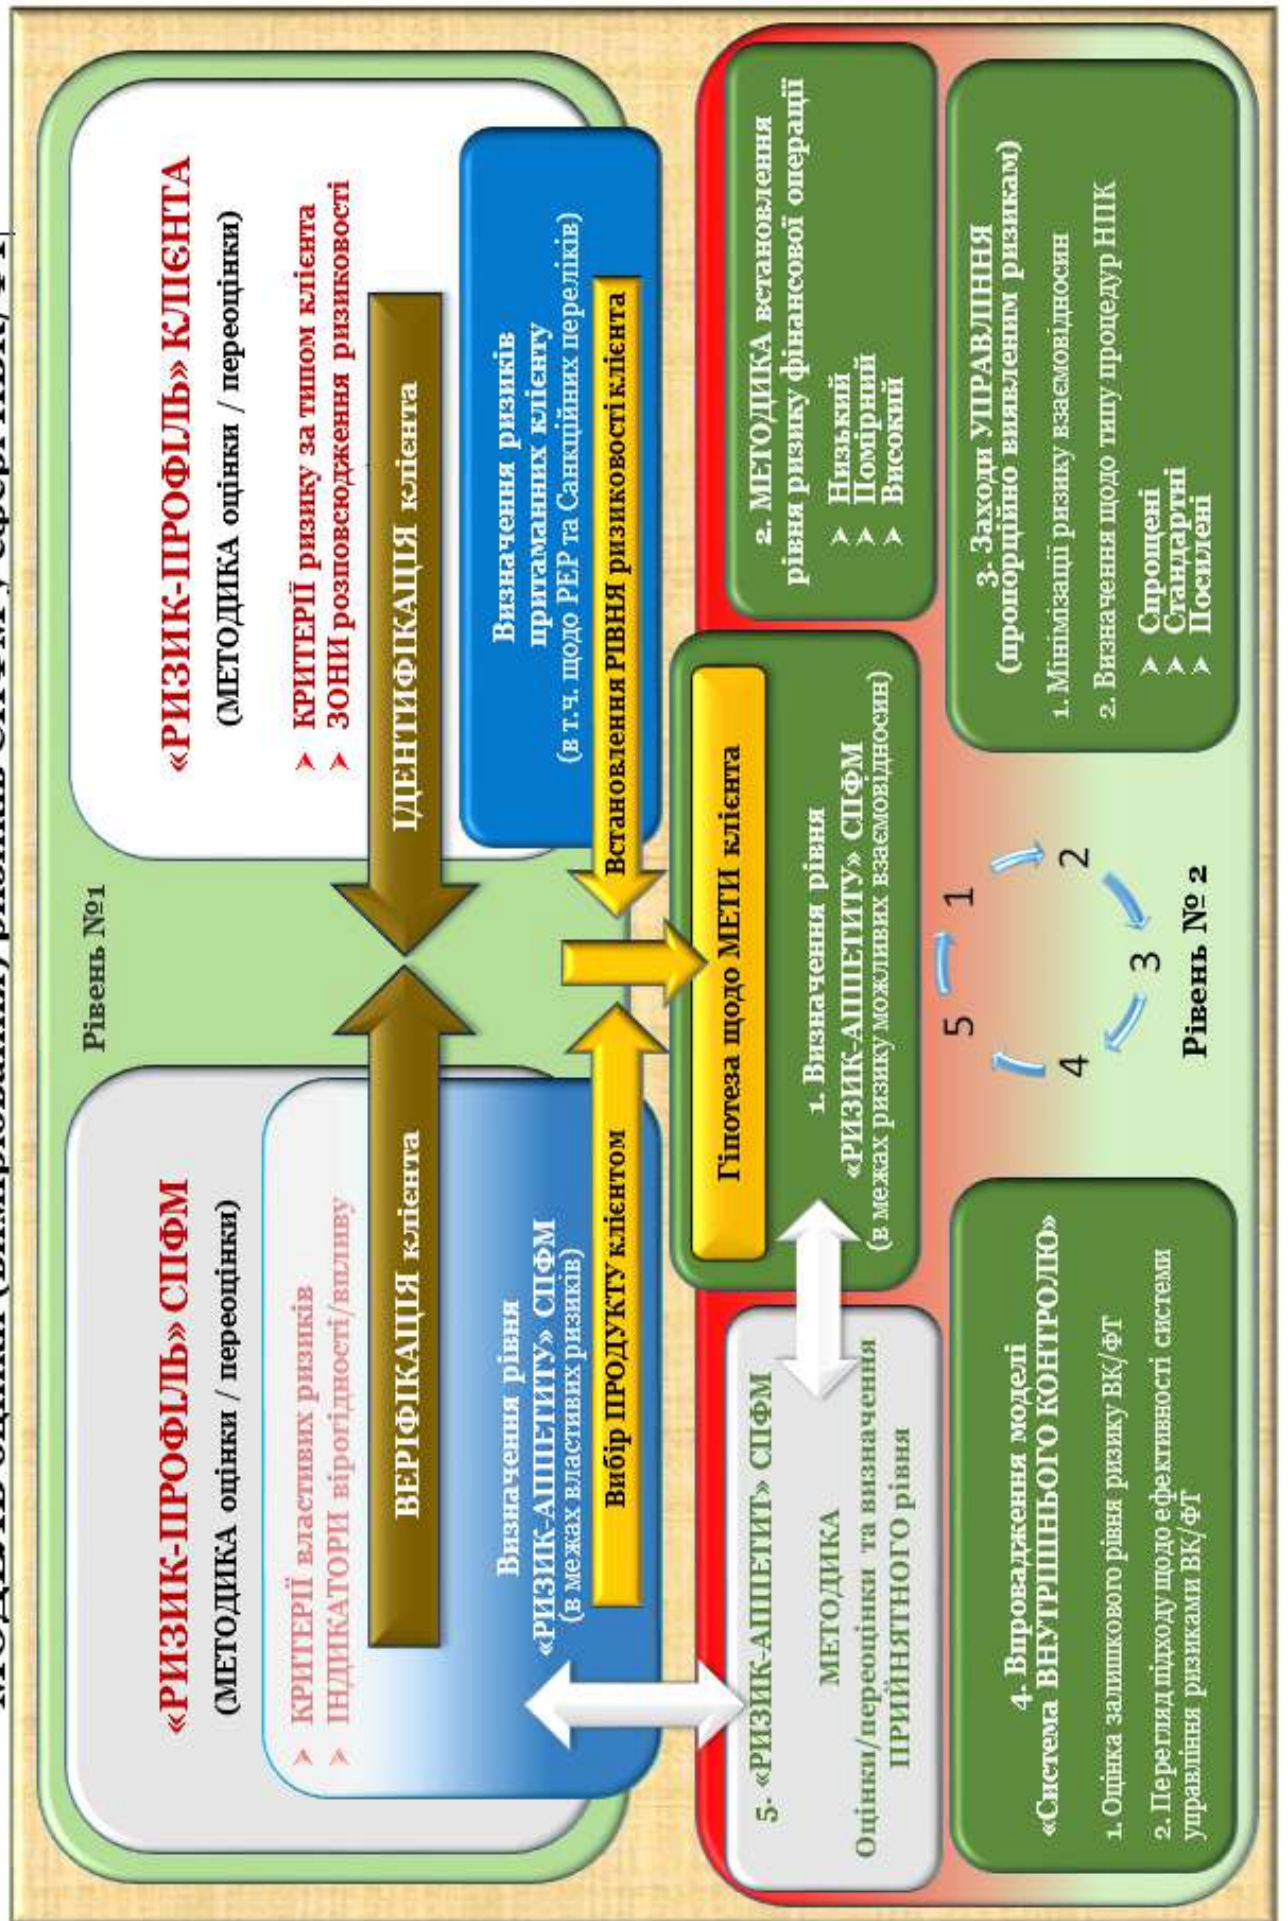 Рівень №1
«РИЗИК-ПРОФІЛЬ» СПФМ
(МЕТОДИКА оцінки / переоцінки)
➢ КРИТЕРІЇ властивих ризиків
➢ ІНДИКАТОРИ вірогідності/впливу
ВЕРІФІКАЦІЯ клієнта
Визначення рівня
«РИЗИК-АППЕТИТУ» СПФМ
(в межах властивих ризиків)
Вибір ПРОДУКТУ клієнтом
«РИЗИК-ПРОФІЛЬ» КЛІЄНТА
(МЕТОДИКА оцінки / переоцінки)
➢ КРИТЕРІЇ ризику за типом клієнта
➢ ЗОНИ розповсюдження ризиковості
ІДЕНТИФІКАЦІЯ клієнта
Визначення ризиків
притаманних клієнту
(в т.ч. щодо РЕР та Санкційних переліків)
Встановлення РІВНЯ ризиковості клієнта
Гіпотеза щодо МЕТИ клієнта
1. Визначення рівня
«РИЗИК-АППЕТИТУ» СПФМ
(в межах ризику можливих взаємовідносин)
5- «РИЗИК-АППЕТИТ» СПФМ
МЕТОДИКА
Оцінки/переоцінки та визначення
ПРИЙНЯТНОГО рівня
2. МЕТОДИКА встановлення
рівня ризику фінансової операції
➢ Низький
➢ Помірний
➢ Високий
3- Заходи УПРАВЛІННЯ
(пропорційно виявленим ризикам)
1. Мінімізації ризику взаємовідносин
2. Визначення щодо типу процедур НПК
➢ Спрощені
➢ Стандартні
➢ Посилені
4. Впровадження моделі
«Система ВНУТРІШНЬОГО КОНТРОЛЮ»
1. Оцінка залишкового рівня ризику ВК/ФТ
2. Перегляд підходу щодо ефективності системи
управління ризиками ВК/ФТ
5
1
4
2
3
Рівень № 2